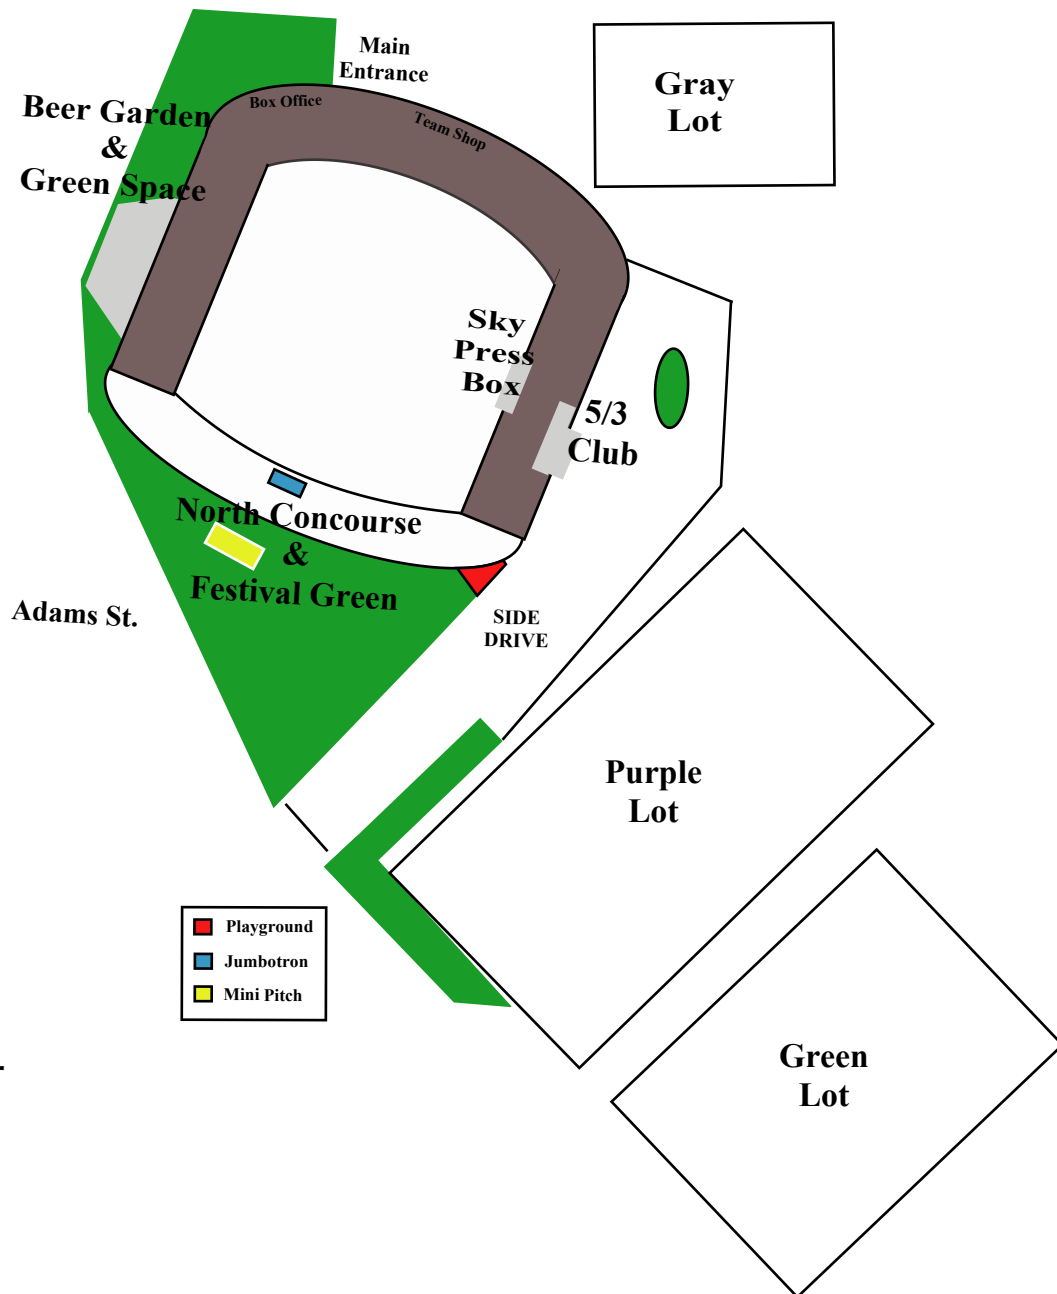 Main
Entrance
Gray
Lot
Box Office
Team Shop
Beer Garden
&
Green Space
Sky
Press
Box
5/3
Club
North Concourse
&
Festival Green
Adams St.
SIDE
DRIVE
Purple
Lot
Playground
Jumbotron
Mini Pitch
Green
Lot